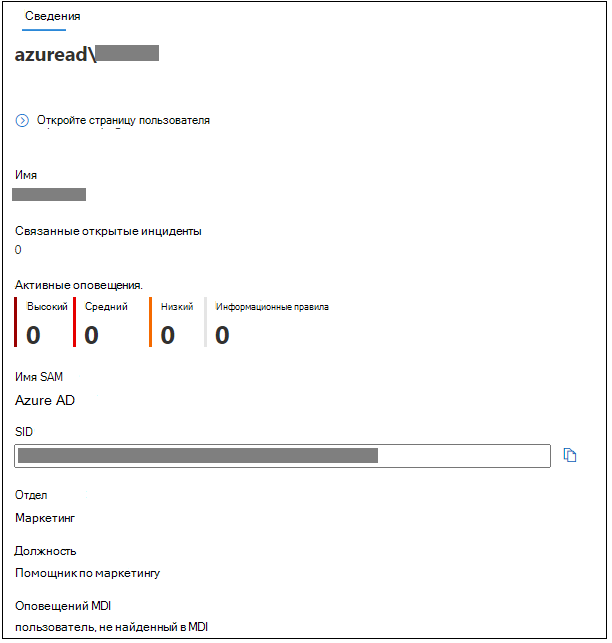 Сведения
azuread\
Откройте страницу пользователя
Имя
Связанные открытые инциденты
0
Активные оповещения.
Высокий Средний Низкий Информационные правила
0 0 0 0
Имя SAM
Azure AD
SID
Отдел
Маркетинг
Должность
Помощник по маркетингу
Оповещений MDI
пользователь, не найденный в MDI